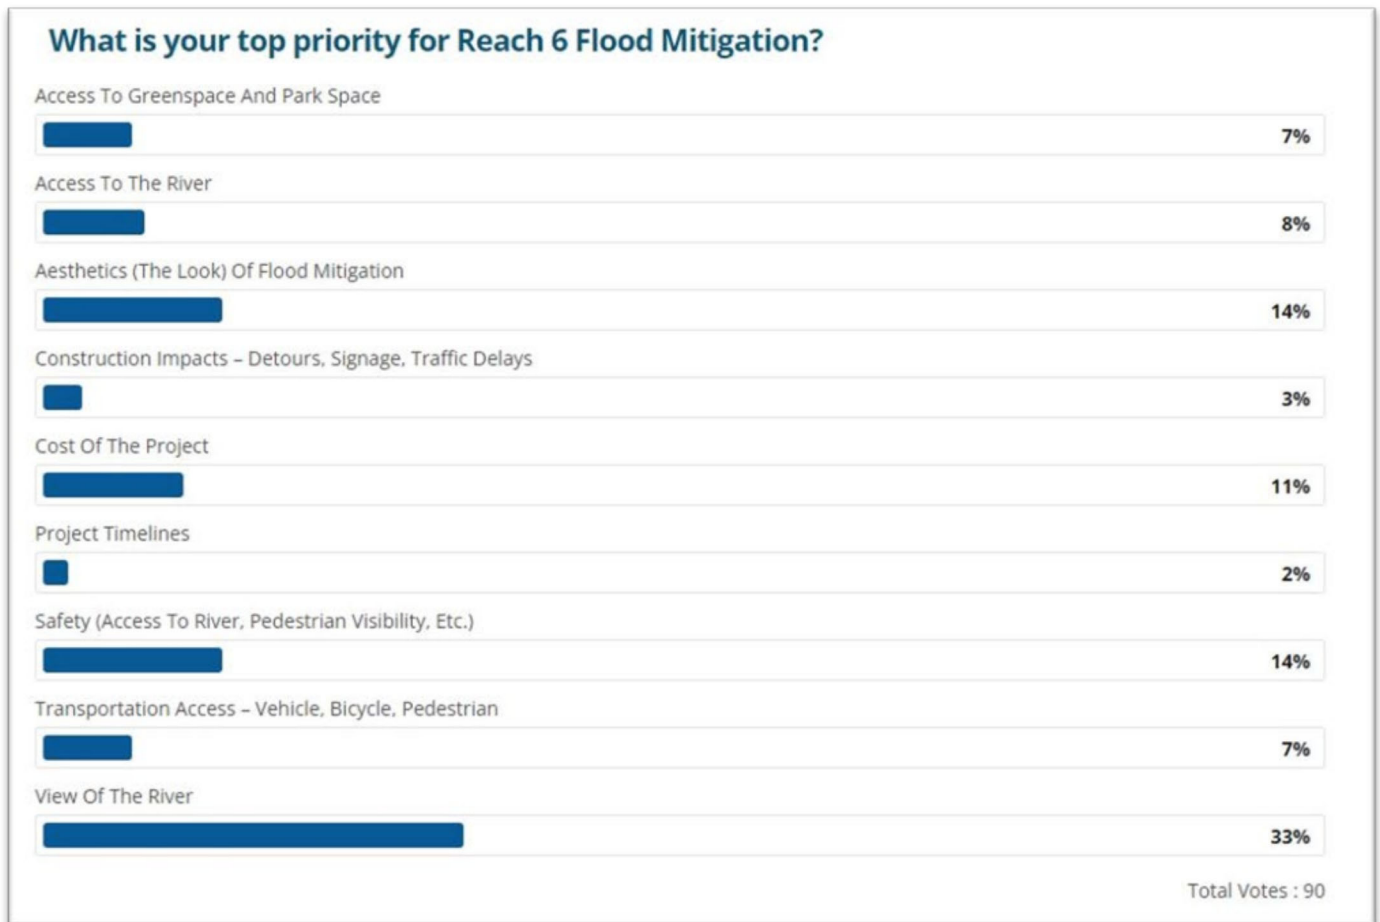 What is your top priority for Reach 6 Flood Mitigation?
Access To Greenspace And Park Space
7%
Access To The River
8%
Aesthetics (The Look) Of Flood Mitigation
14%
Construction Impacts – Detours, Signage, Traffic Delays
3%
Cost Of The Project
11%
Project Timelines
2%
Safety (Access To River, Pedestrian Visibility, Etc.)
14%
Transportation Access – Vehicle, Bicycle, Pedestrian
7%
View Of The River
33%
Total Votes : 90